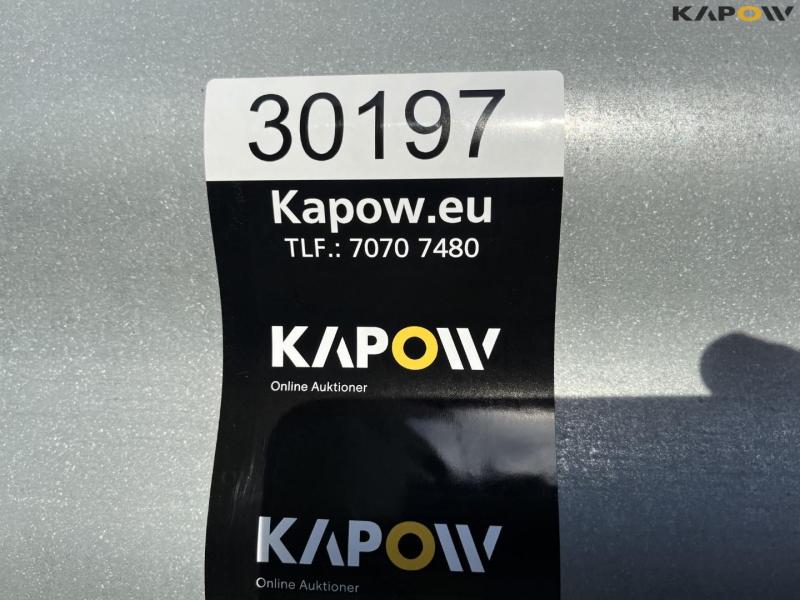 KAPOW
30197
Kapow.eu
TLF.: 7070 7480
KAPOW
Online Auktioner
KAPOW
Online Auktioner